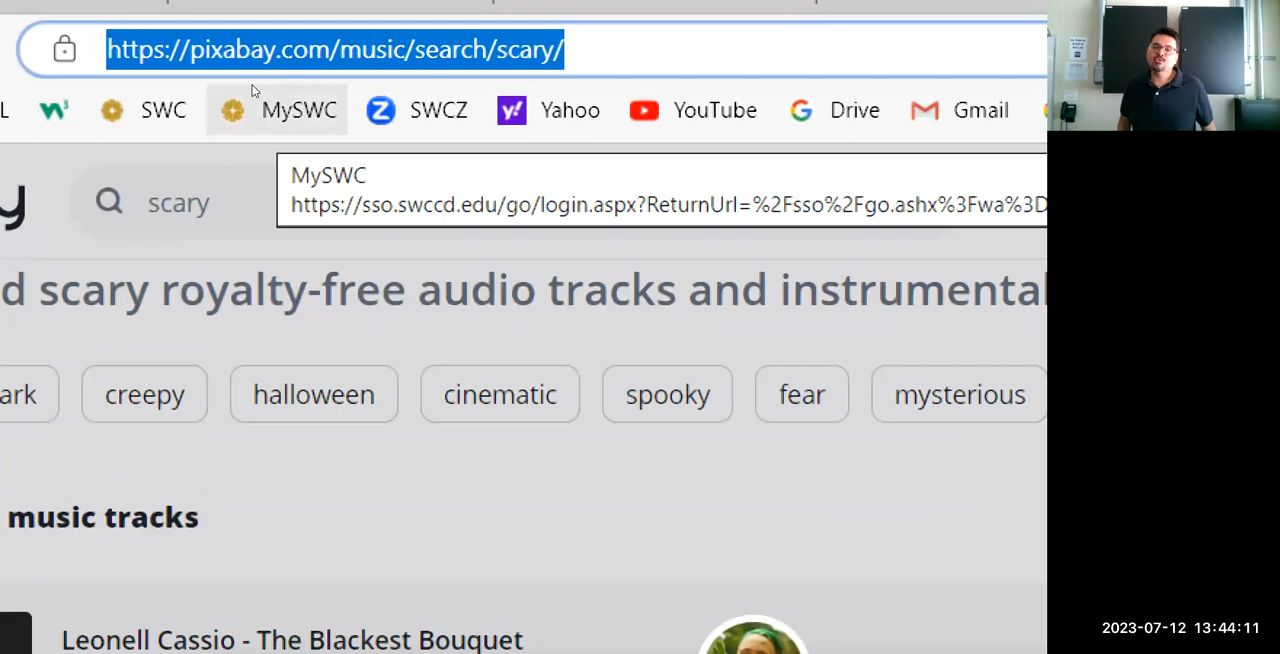 https://pixabay.com/music/search/scary/
L SWC MySWC SWCZ Yahoo YouTube Drive Gmail
MySWC
https://sso.swccd.edu/go/login.aspx?ReturnUrl=%2Fsso%2Fgo.ashx%3Fwa%3D
y scary
d scary royalty-free audio tracks and instrumental
ark creepy halloween cinematic spooky fear mysterious
music tracks
Leonell Cassio - The Blackest Bouquet
2023-07-12 13:44:11